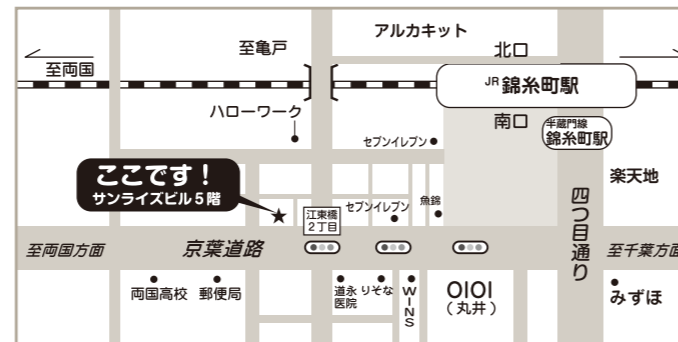 アルカキット
至亀戸
北口
至両国
JR 錦糸町駅
ハローワーク
南口
半蔵門線
錦糸町駅
セブンイレブン
ここです！
サンライズビル５階
楽天地
セブンイレブン
魚錦
江東橋
２丁目
四つ目通り
至両国方面
京葉道路
至千葉方面
両国高校
郵便局
道永
医院
りそな
WINS
OIOI
（丸井）
みずほ